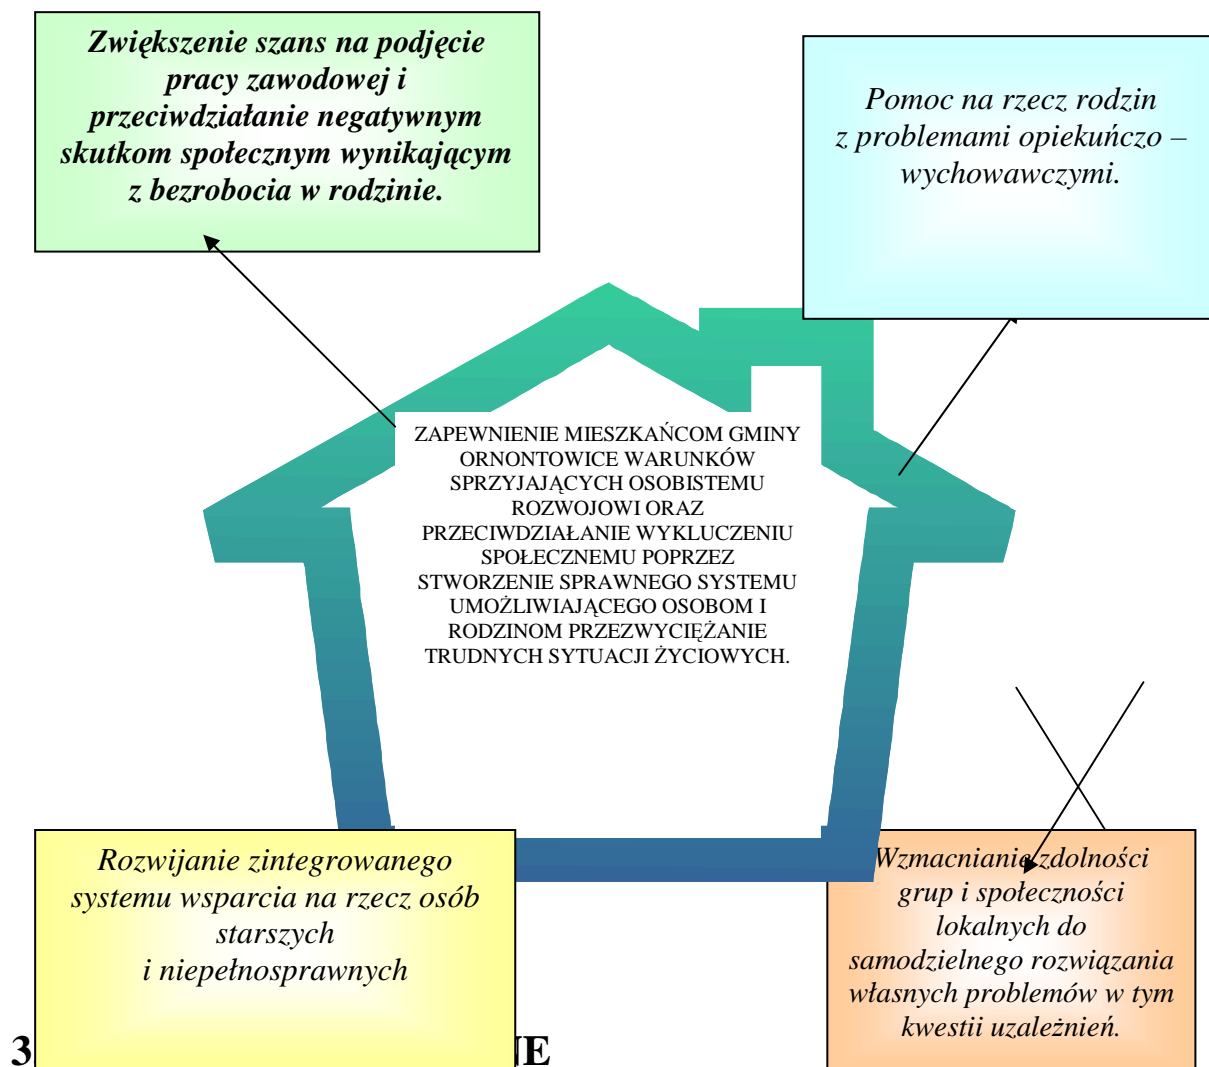 Zwiększenie szans na podjęcie
pracy zawodowej i
przeciwdziałanie negatywnym
skutkom społecznym wynikającym
z bezrobocia w rodzinie.
Pomoc na rzecz rodzin
z problemami opiekuńczo –
wychowawczymi.
ZAPEWNIENIE MIESZKAŃCOM GMINY
ORNONTOWICE WARUNKÓW
SPRZYJAJĄCYCH OSOBISTEMU
ROZWOJOWI ORAZ
PRZECIWDZIAŁANIE WYKLUCZENIU
SPOŁECZNEMU POPRZEZ
STWORZENIE SPRAWNEGO SYSTEMU
UMOŻLIWIAJĄCEGO OSOBOM I
RODZINOM PRZEZWYCIĘŻANIE
TRUDNYCH SYTUACJI ŻYCIOWYCH.
Rozwijanie zintegrowanego
systemu wsparcia na rzecz osób
starszych
i niepełnosprawnych
Wzmacnianie zdolności
grup i społeczności
lokalnych do
samodzielnego rozwiązania
własnych problemów w tym
kwestii uzależnień.
3